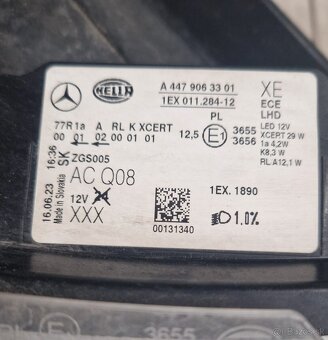 HELLA
A 447 906 33 01
1EX 011.284-12
XE
ECE
LHD
77R 1a A RL K XCERT
00 01 02 00 01 01
PL
12,5 E1 3655
3656
LED 12V
XCERT 29 W
1a 4,2W
K8,3 W
RL A12,1 W
16.06.23 16:36
Made in Slovakia SK
ZGS005
AC Q08
12V
XXX
00131340
1EX.1890
1.0%
3655